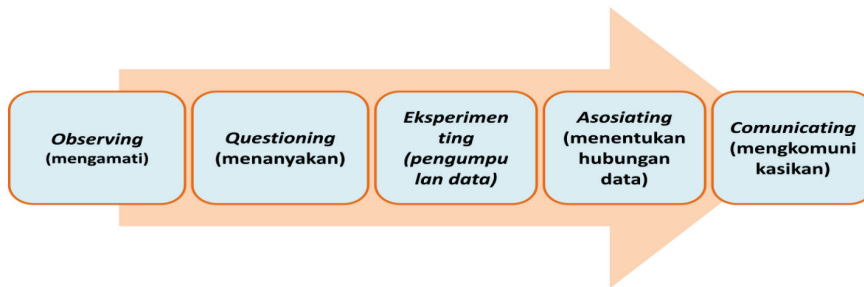 Observing
(mengamati)
Questioning
(menanyakan)
Eksperimen
ting
(pengumpu
lan data)
Asosiating
(menentukan
hubungan
data)
Comunicating
(mengkomuni
kasikan)